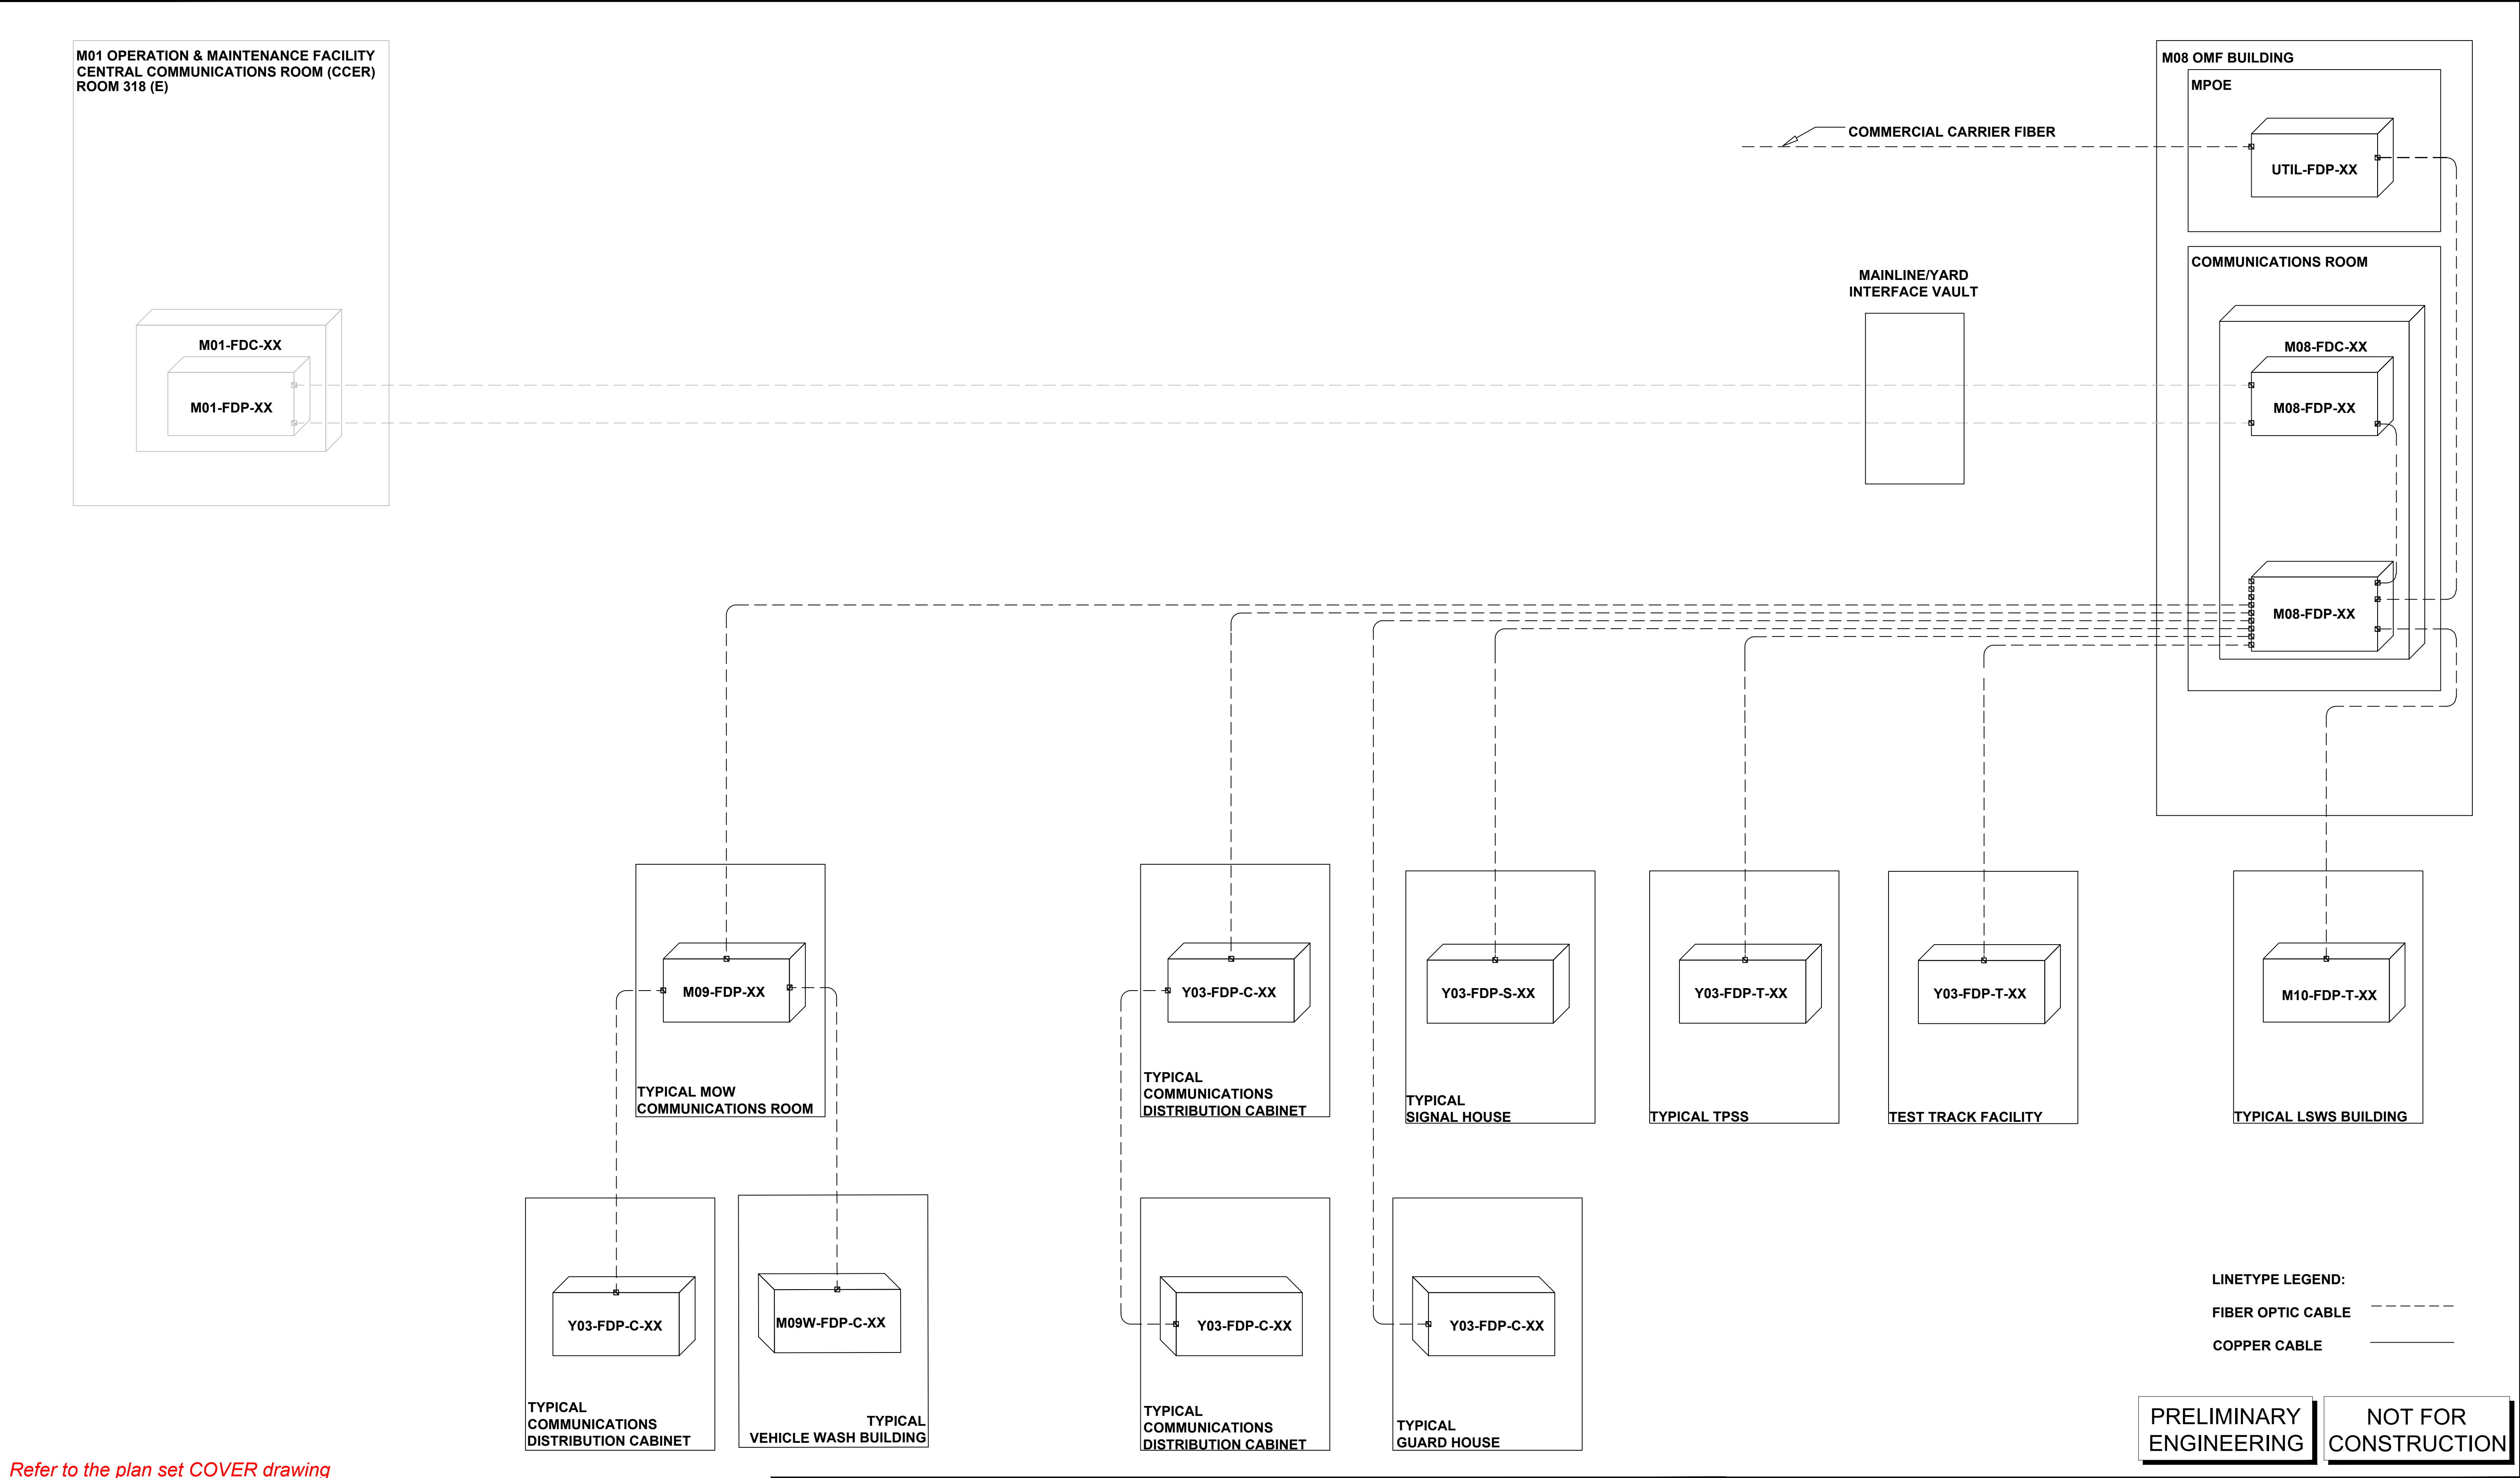 M01 OPERATION & MAINTENANCE FACILITY
CENTRAL COMMUNICATIONS ROOM (CCER)
ROOM 318 (E)
M01-FDC-XX
M01-FDP-XX
COMMERCIAL CARRIER FIBER
MAINLINE/YARD
INTERFACE VAULT
M08 OMF BUILDING
MPOE
UTIL-FDP-XX
COMMUNICATIONS ROOM
M08-FDC-XX
M08-FDP-XX
M08-FDP-XX
M09-FDP-XX
TYPICAL MOW
COMMUNICATIONS ROOM
Y03-FDP-C-XX
TYPICAL
COMMUNICATIONS
DISTRIBUTION CABINET
Y03-FDP-S-XX
TYPICAL
SIGNAL HOUSE
Y03-FDP-T-XX
TYPICAL TPSS
Y03-FDP-T-XX
TEST TRACK FACILITY
M10-FDP-T-XX
TYPICAL LSWS BUILDING
Y03-FDP-C-XX
TYPICAL
COMMUNICATIONS
DISTRIBUTION CABINET
M09W-FDP-C-XX
TYPICAL
VEHICLE WASH BUILDING
Y03-FDP-C-XX
TYPICAL
COMMUNICATIONS
DISTRIBUTION CABINET
Y03-FDP-C-XX
TYPICAL
GUARD HOUSE
LINETYPE LEGEND:
FIBER OPTIC CABLE
COPPER CABLE
PRELIMINARY
ENGINEERING
NOT FOR
CONSTRUCTION
Refer to the plan set COVER drawing